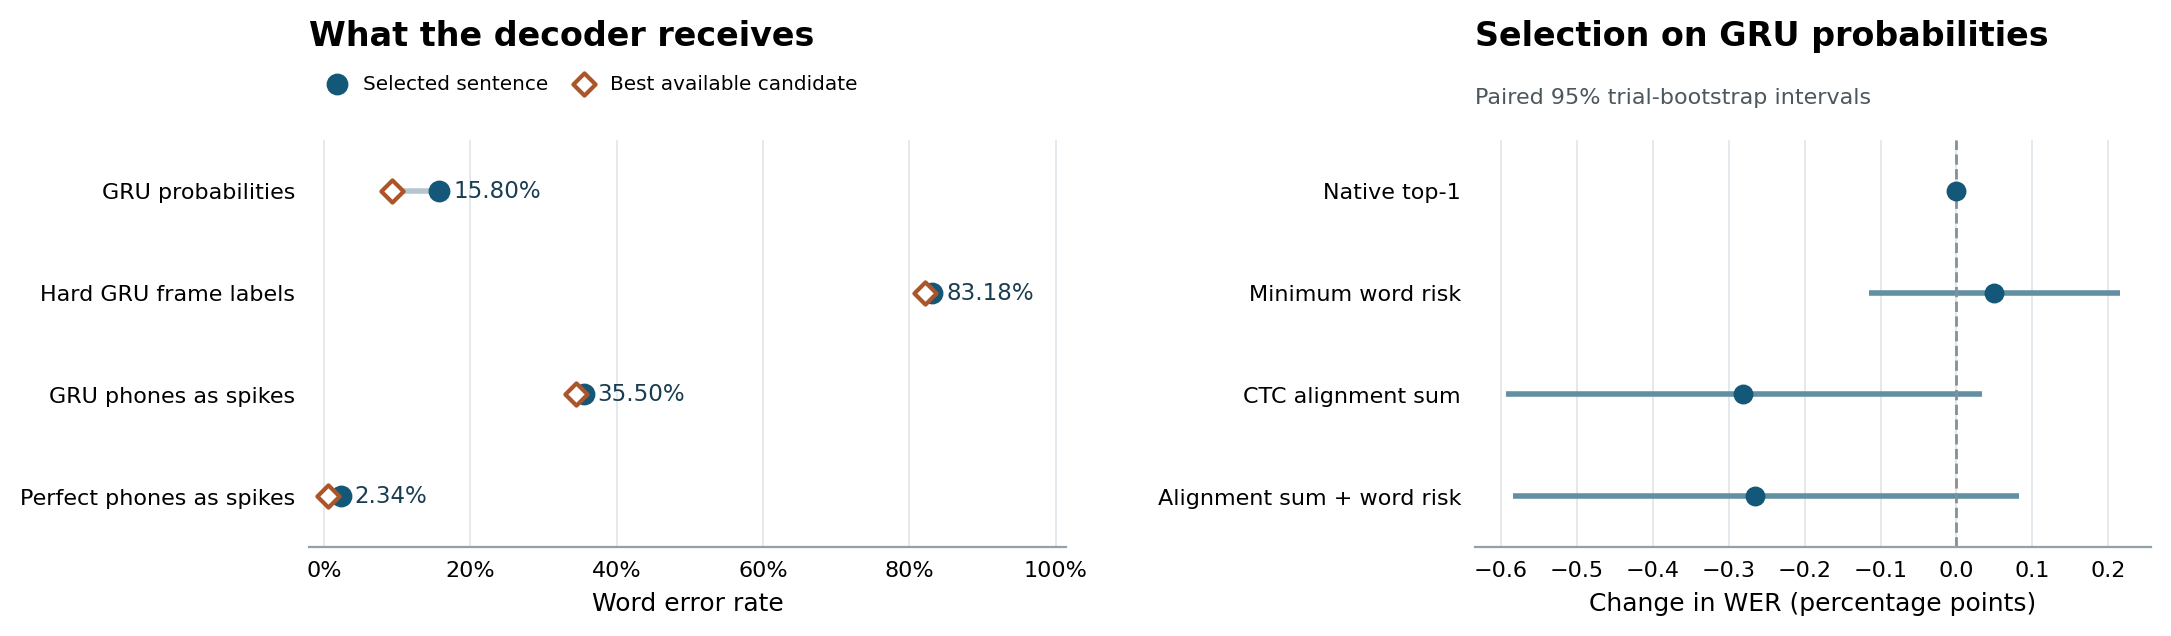 What the decoder receives
Selected sentence
Best available candidate
GRU probabilities
15.80%
Hard GRU frame labels
83.18%
GRU phones as spikes
35.50%
Perfect phones as spikes
2.34%
0% 20% 40% 60% 80% 100%
Word error rate
Selection on GRU probabilities
Paired 95% trial-bootstrap intervals
Native top-1
Minimum word risk
CTC alignment sum
Alignment sum + word risk
−0.6 −0.5 −0.4 −0.3 −0.2 −0.1 0.0 0.1 0.2
Change in WER (percentage points)